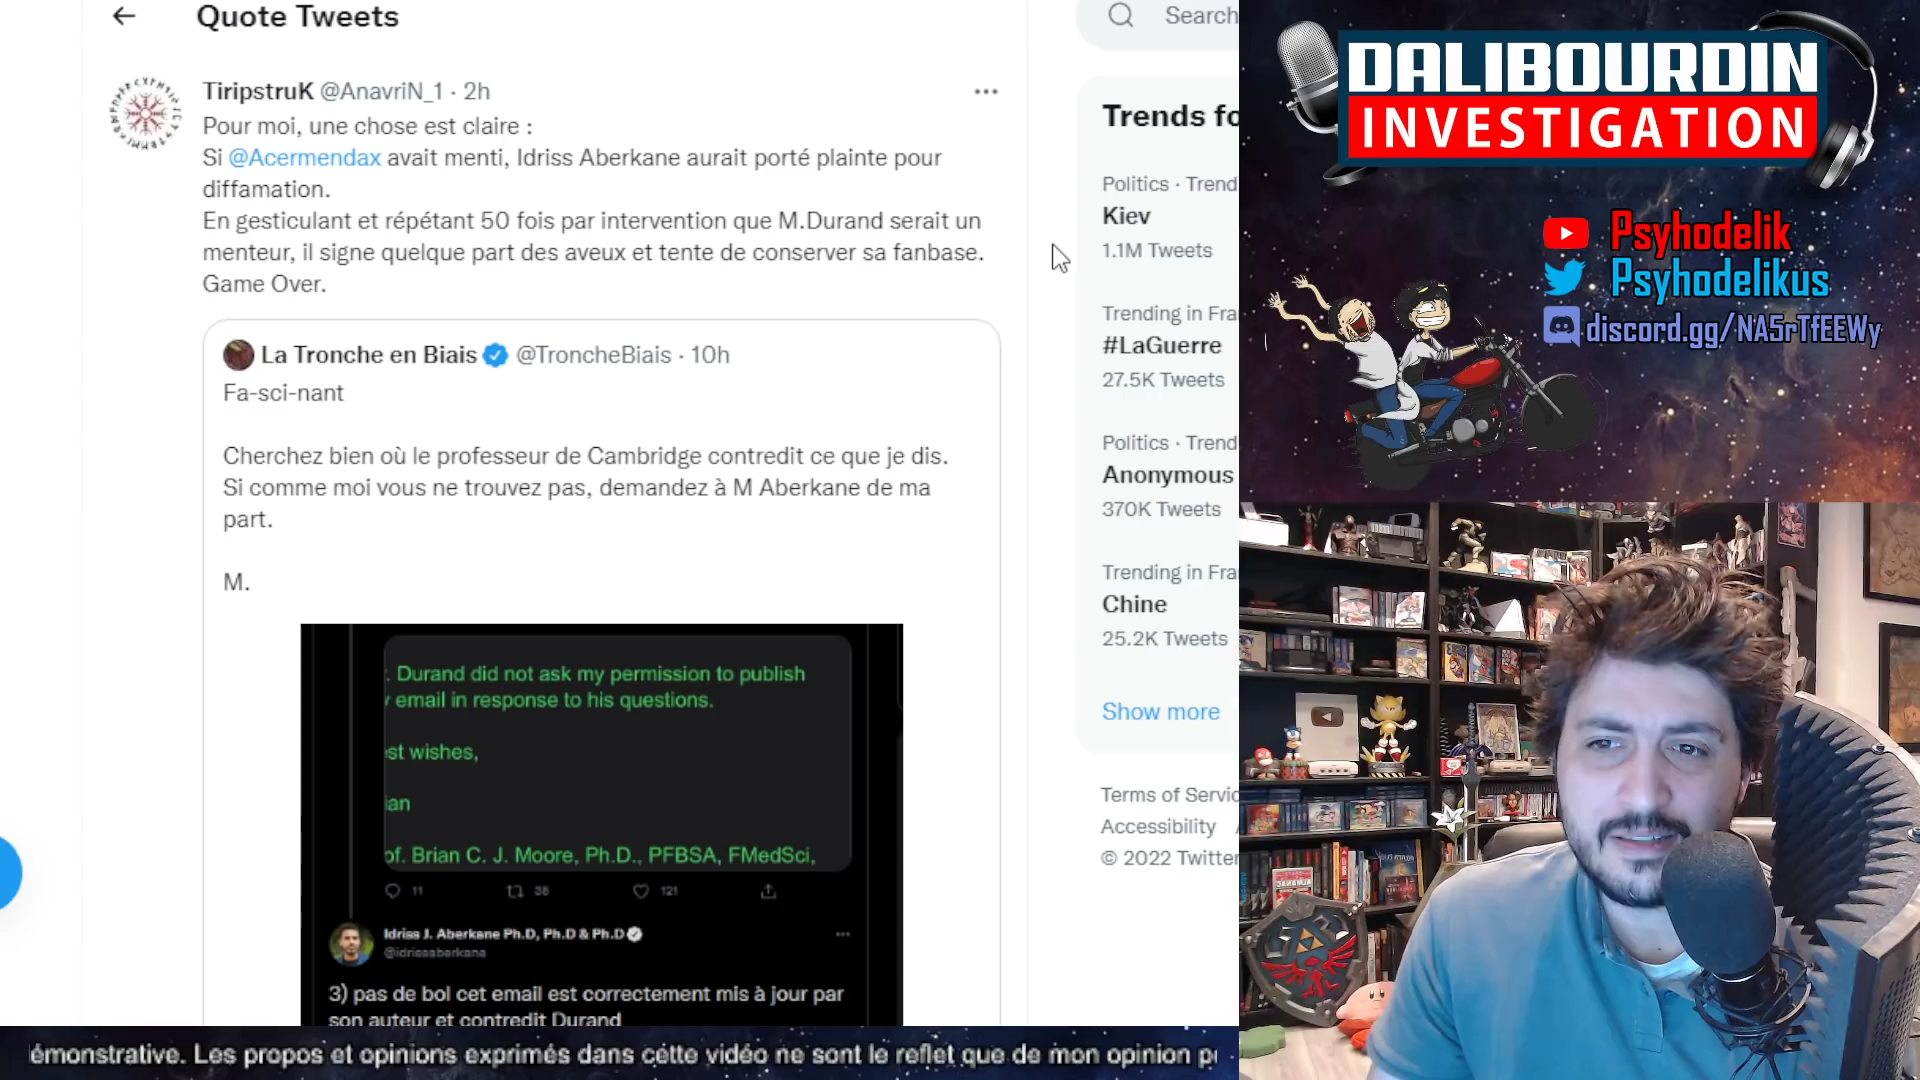 Quote Tweets
TiripstruK @AnavriN_1 · 2h
Pour moi, une chose est claire :
Si @Acermendax avait menti, Idriss Aberkane aurait porté plainte pour
diffamation.
En gesticulant et répétant 50 fois par intervention que M.Durand serait un
menteur, il signe quelque part des aveux et tente de conserver sa fanbase.
Game Over.
La Tronche en Biais @TroncheBiais · 10h
Fa-sci-nant
Cherchez bien où le professeur de Cambridge contredit ce que je dis.
Si comme moi vous ne trouvez pas, demandez à M Aberkane de ma
part.
M.
. Durand did not ask my permission to publish
email in response to his questions.
st wishes,
ian
of. Brian C. J. Moore, Ph.D., PFBSA, FMedSci,
11 38 121
Idriss J. Aberkane Ph.D, Ph.D & Ph.D
@idrissaberkane
3) pas de bol cet email est correctement mis à jour par
son auteur et contredit Durand
Search
Trends fo
Politics · Trend
Kiev
1.1M Tweets
Trending in Fra
#LaGuerre
27.5K Tweets
Politics · Trend
Anonymous
370K Tweets
Trending in Fra
Chine
25.2K Tweets
Show more
Terms of Servic
Accessibility
© 2022 Twitter
DALIBOURDIN
INVESTIGATION
Psyhodelik
Psyhodelikus
discord.gg/NA5rTfEEWy
émonstrative. Les propos et opinions exprimés dans cette vidéo ne sont le reflet que de mon opinion p